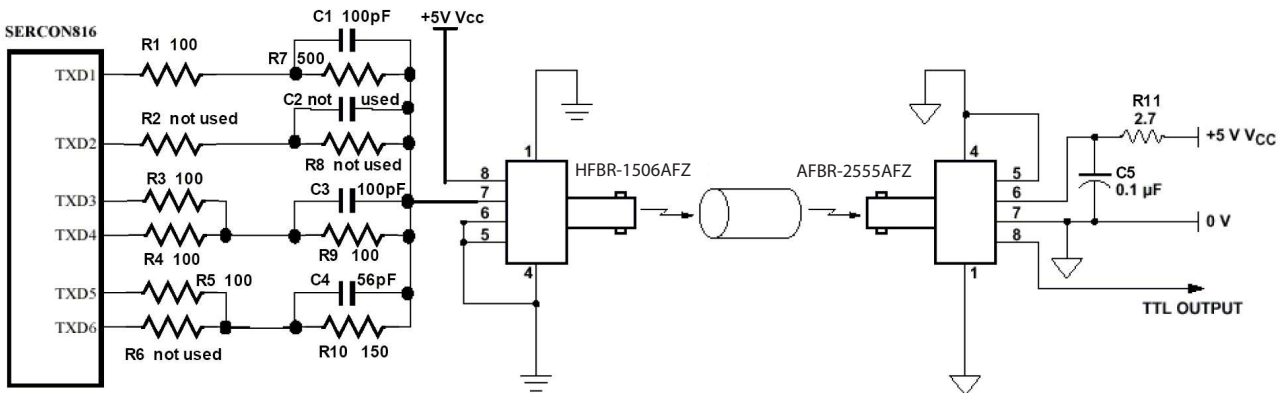 SERCON816
TXD1
TXD2
TXD3
TXD4
TXD5
TXD6
R1 100
R2 not used
R3 100
R4 100
R5 100
R6 not used
C1 100pF
R7 500
C2 not used
R8 not used
C3 100pF
R9 100
C4 56pF
R10 150
+5V Vcc
1
8
7
6
5
4
HFBR-1506AFZ
AFBR-2555AFZ
4
5
6
7
8
1
R11
2.7
+5 V VCC
C5
0.1 µF
0 V
TTL OUTPUT